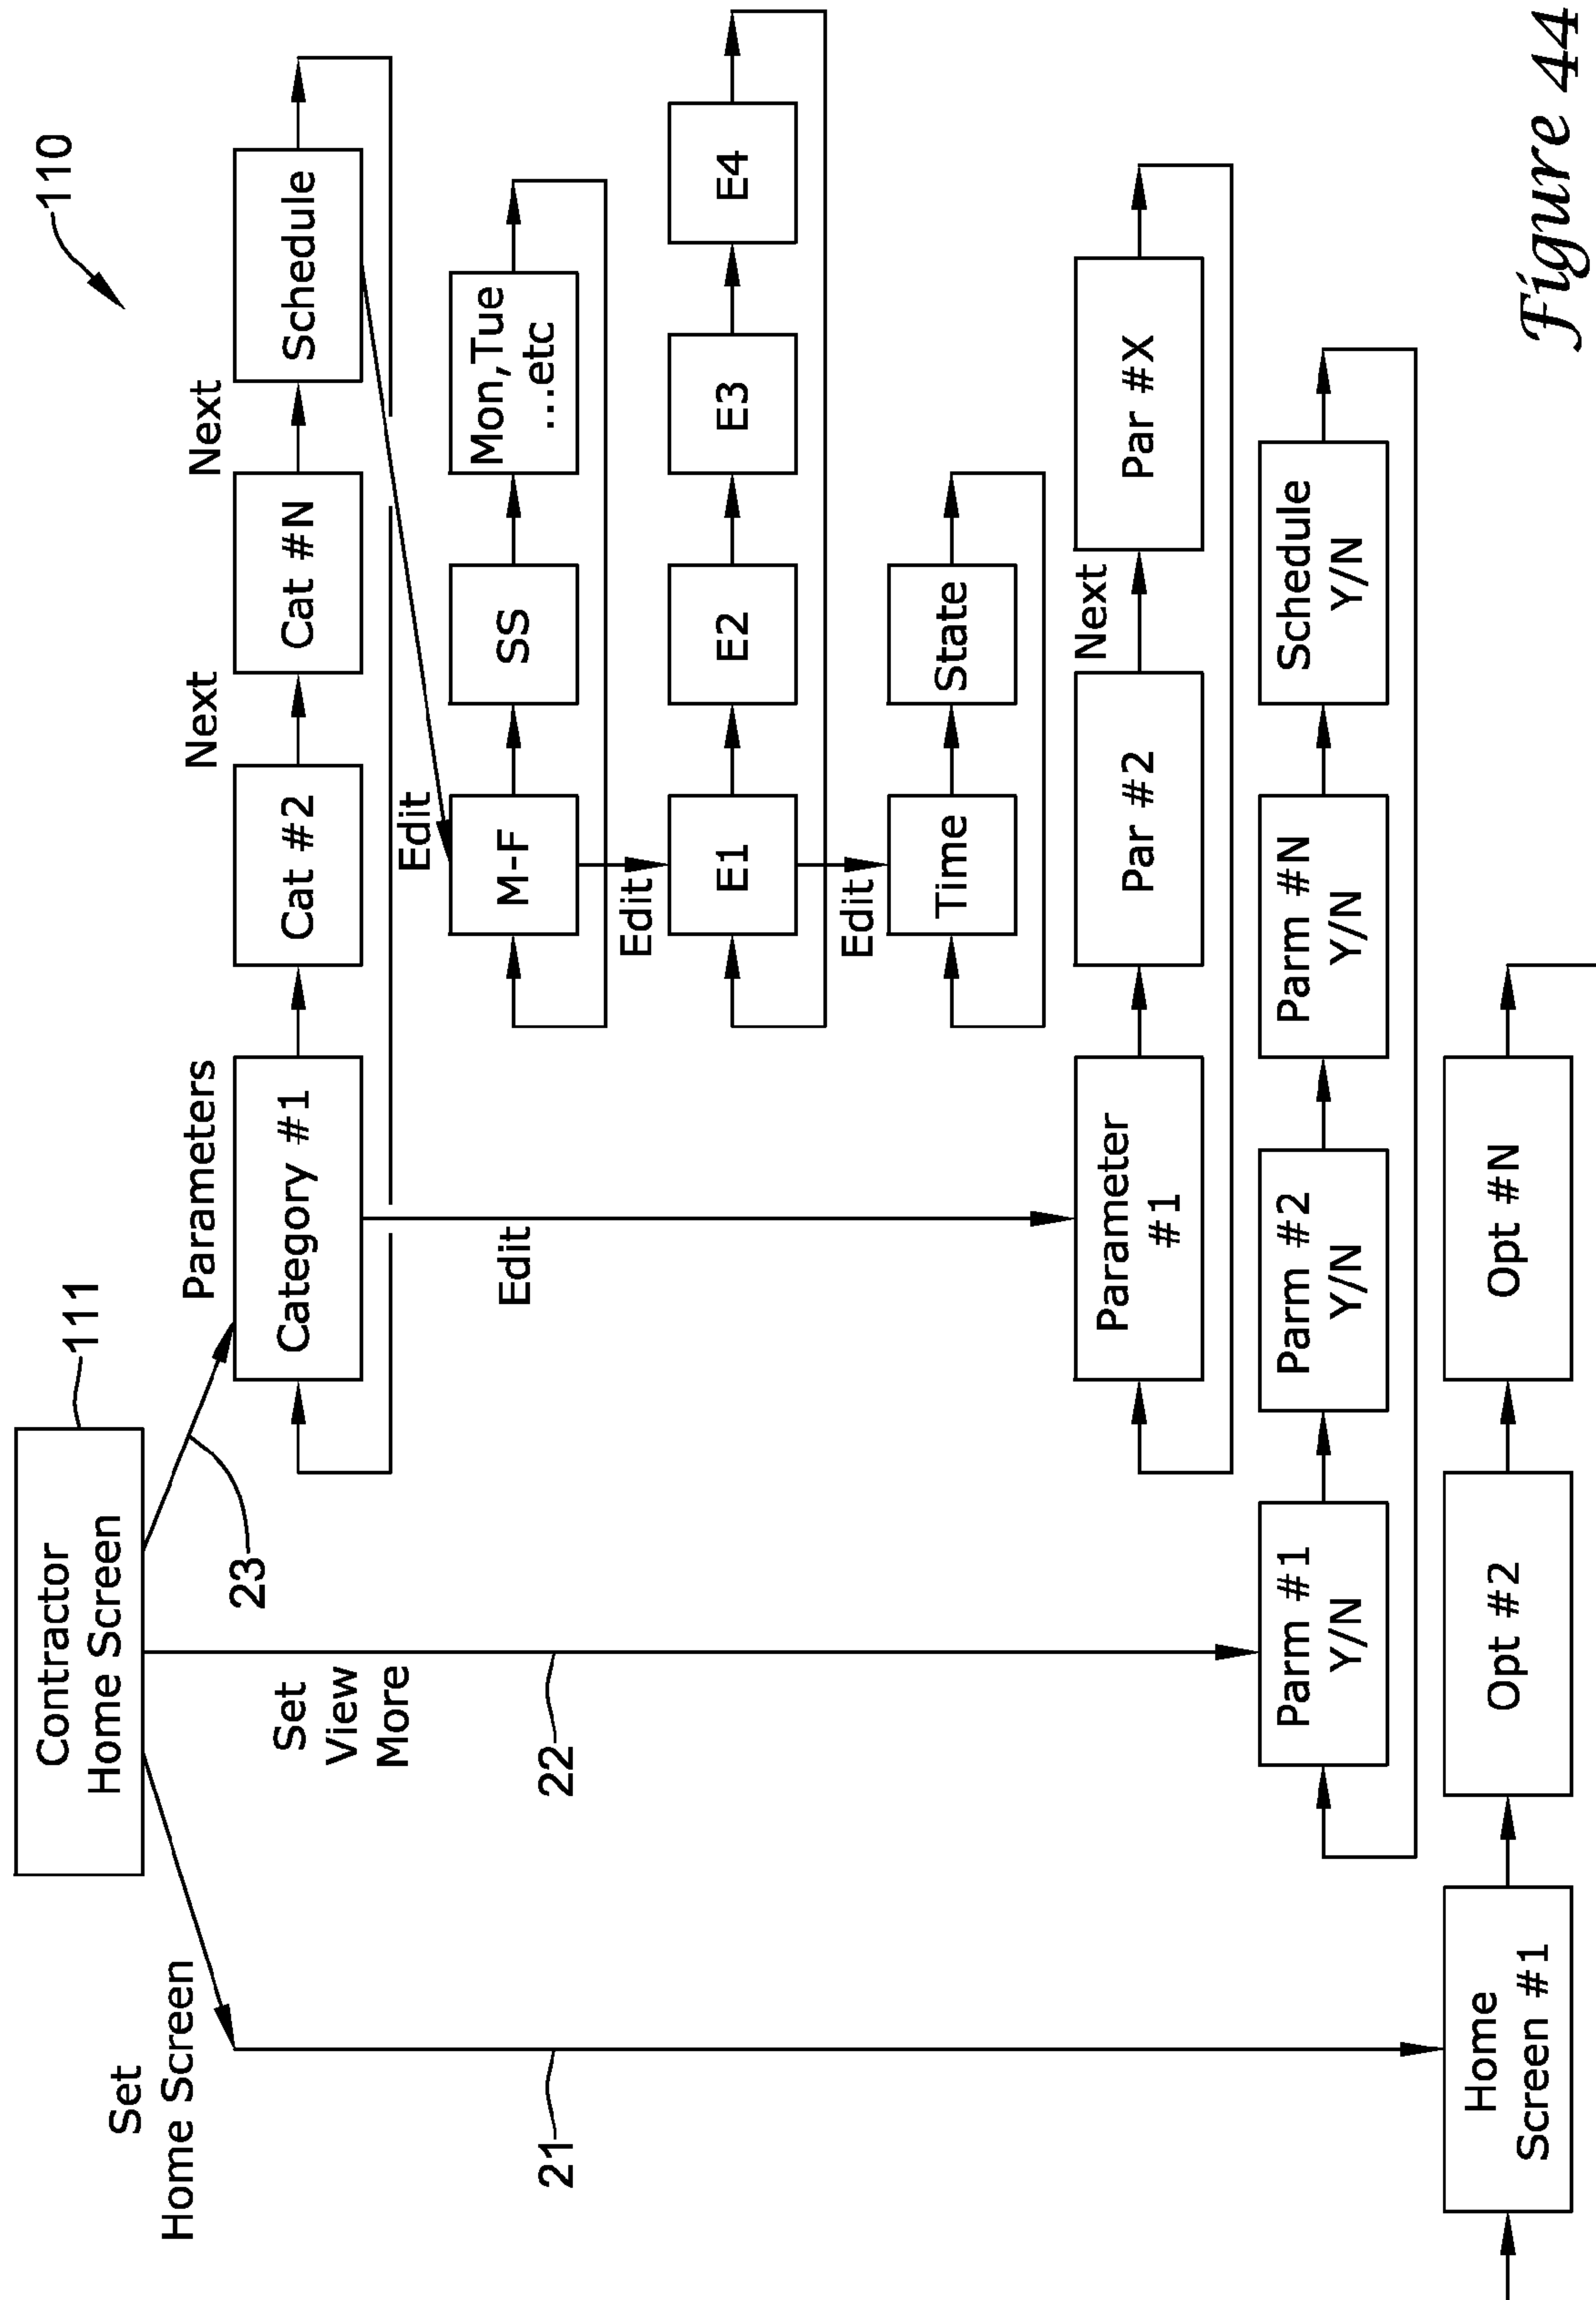 110
Contractor
Home Screen
111
Set
Home Screen
23
Parameters
Next
Next
Category #1
Cat #2
Cat #N
Schedule
Set
View
More
Edit
M-F
SS
Mon,Tue
...etc
Edit
Edit
E1
E2
E3
E4
21
22
Edit
Time
State
Next
Parameter
#1
Par #2
Par #X
Parm #1
Y/N
Parm #2
Y/N
Parm #N
Y/N
Schedule
Y/N
Home
Screen #1
Opt #2
Opt #N
Figure 44